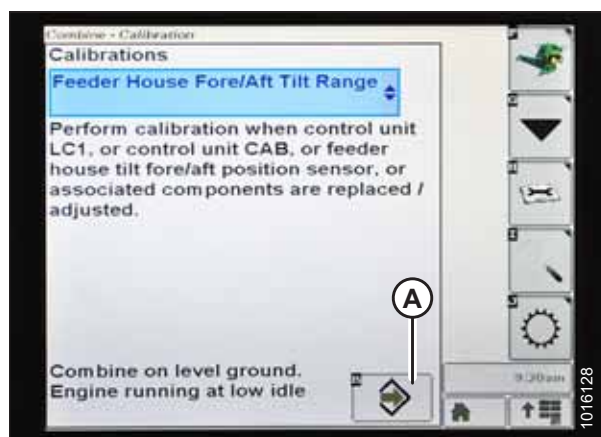 Combine - Calibration
Calibrations
Feeder House Fore/Aft Tilt Range
Perform calibration when control unit
LC1, or control unit CAB, or feeder
house tilt fore/aft position sensor, or
associated components are replaced /
adjusted.
A
Combine on level ground.
Engine running at low idle
9:20am
1016128